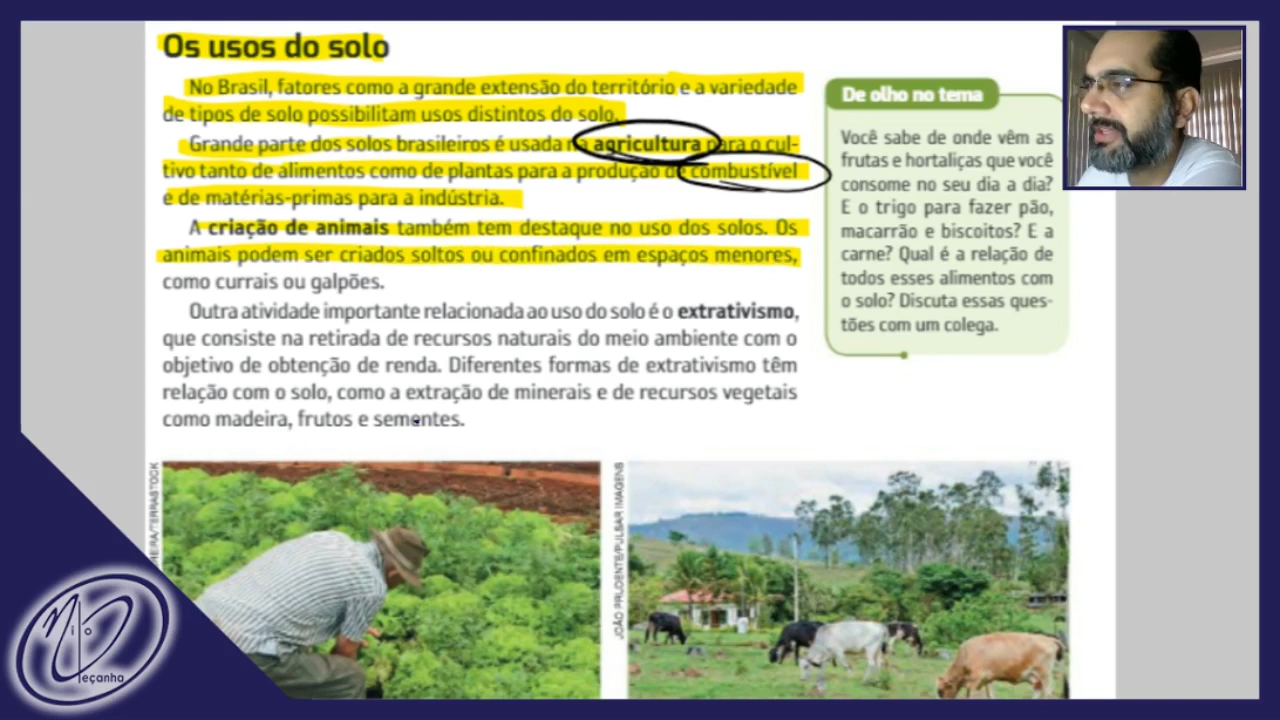 Os usos do solo
No Brasil, fatores como a grande extensão do território e a variedade
de tipos de solo possibilitam usos distintos do solo.
Grande parte dos solos brasileiros é usada na agricultura para o cul-
tivo tanto de alimentos como de plantas para a produção de combustível
e de matérias-primas para a indústria.
A criação de animais também tem destaque no uso dos solos. Os
animais podem ser criados soltos ou confinados em espaços menores,
como currais ou galpões.
Outra atividade importante relacionada ao uso do solo é o extrativismo,
que consiste na retirada de recursos naturais do meio ambiente com o
objetivo de obtenção de renda. Diferentes formas de extrativismo têm
relação com o solo, como a extração de minerais e de recursos vegetais
como madeira, frutos e sementes.
De olho no tema
Você sabe de onde vêm as
frutas e hortaliças que você
consome no seu dia a dia?
E o trigo para fazer pão,
macarrão e biscoitos? E a
carne? Qual é a relação de
todos esses alimentos com
o solo? Discuta essas ques-
tões com um colega.
EIRA/TERRASTOCK
JOÃO PRUDENTE/PULSAR IMAGENS